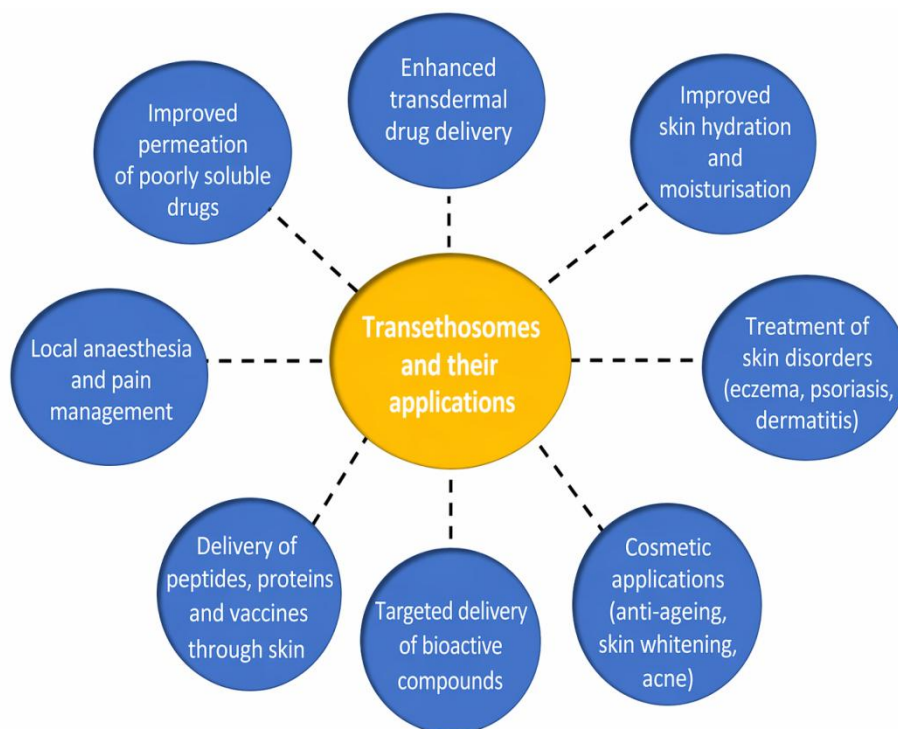 Enhanced
transdermal
drug delivery
Improved
skin hydration
and
moisturisation
Treatment of
skin disorders
(eczema, psoriasis,
dermatitis)
Cosmetic
applications
(anti-ageing,
skin whitening,
acne)
Targeted delivery
of bioactive
compounds
Delivery of
peptides, proteins
and vaccines
through skin
Local anaesthesia
and pain
management
Improved
permeation
of poorly soluble
drugs
Transethosomes
and their
applications